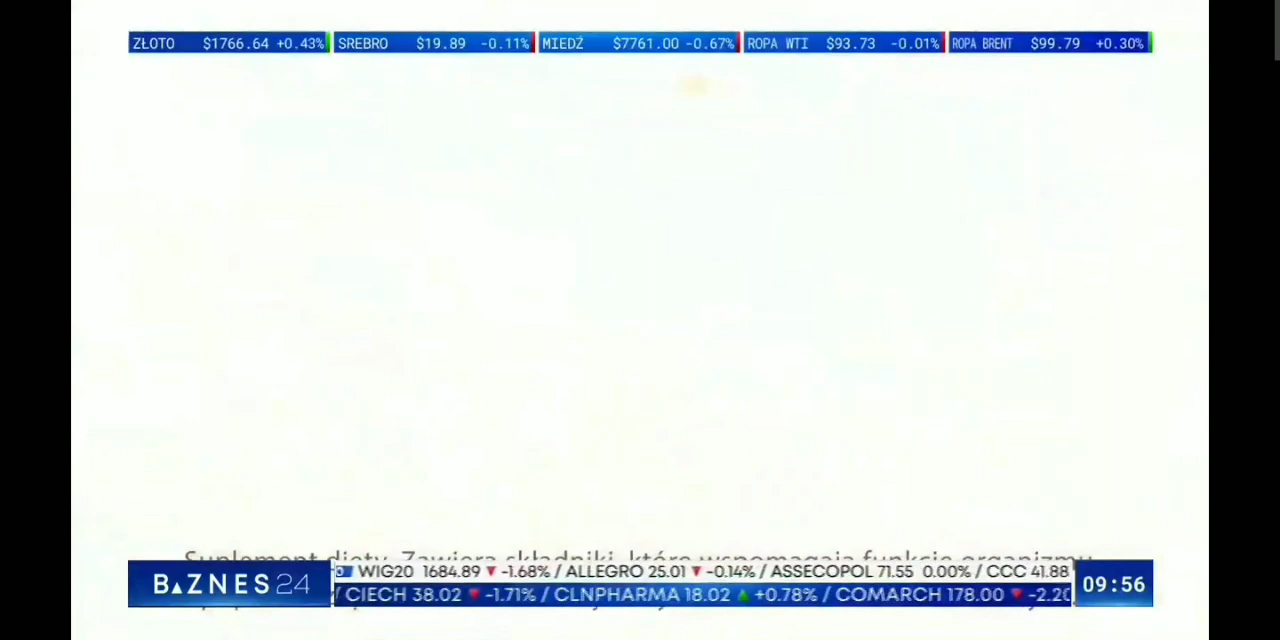 ZŁOTO $1766.64 +0.43% SREBRO $19.89 -0.11% MIEDŹ $7761.00 -0.67% ROPA WTI $93.73 -0.01% ROPA BRENT $99.79 +0.30%
Suplement diety. Zawiera składniki, które wspomagają funkcje organizmu
WIG20 1684.89 ▼ -1.68% / ALLEGRO 25.01 ▼ -0.14% / ASSECOPOL 71.55 0.00% / CCC 41.88
BIZNES 24
/ CIECH 38.02 ▼ -1.71% / CLNPHARMA 18.02 ▲ +0.78% / COMARCH 178.00 ▼ -2.20
09:56